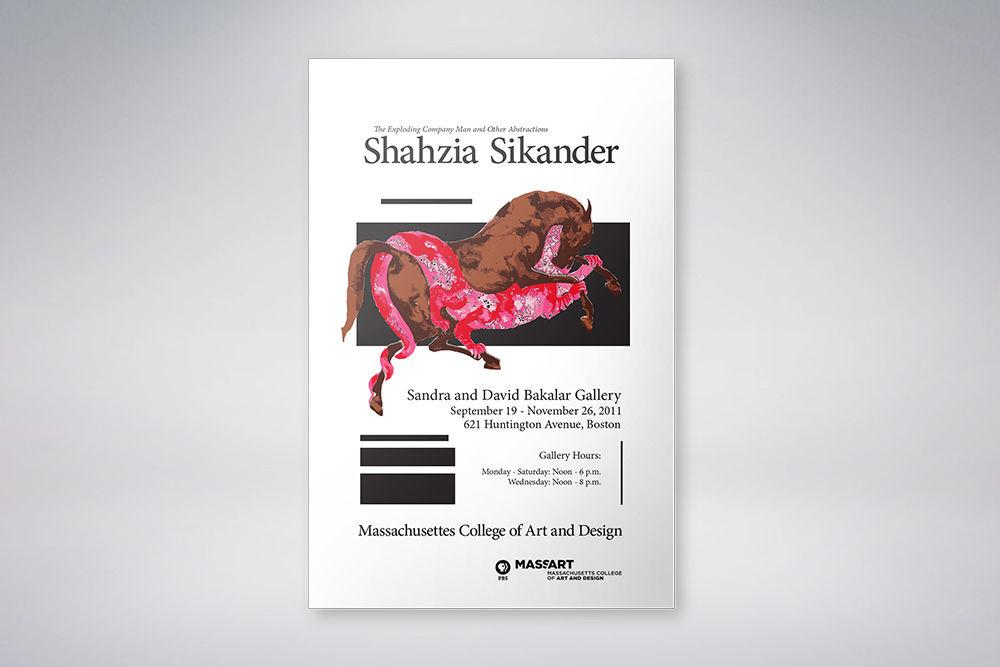 The Exploding Company Man and Other Abstractions
Shahzia Sikander
Sandra and David Bakalar Gallery
September 19 - November 26, 2011
621 Huntington Avenue, Boston
Gallery Hours:
Monday - Saturday: Noon - 6 p.m.
Wednesday: Noon - 8 p.m.
Massachusettes College of Art and Design
PBS
MASSART
MASSACHUSETTS COLLEGE
OF ART AND DESIGN